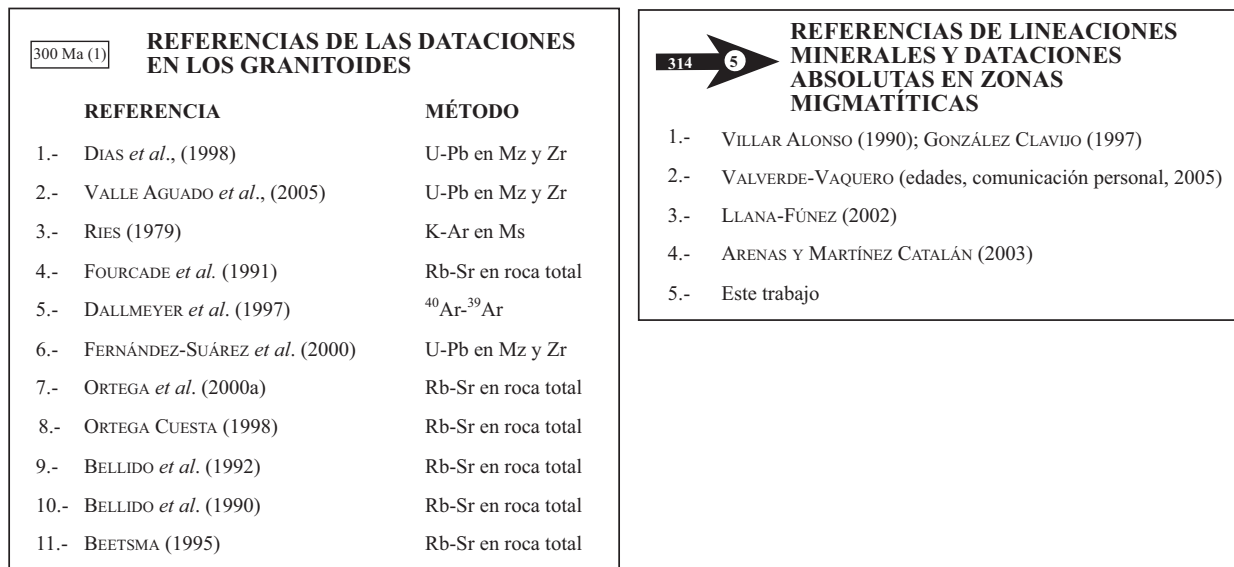 300 Ma (1)
REFERENCIAS DE LAS DATACIONES
EN LOS GRANITOIDES
REFERENCIA MÉTODO
1.- DIAS et al., (1998) U-Pb en Mz y Zr
2.- VALLE AGUADO et al., (2005) U-Pb en Mz y Zr
3.- RIES (1979) K-Ar en Ms
4.- FOURCADE et al. (1991) Rb-Sr en roca total
5.- DALLMEYER et al. (1997) ⁴⁰Ar-³⁹Ar
6.- FERNÁNDEZ-SUÁREZ et al. (2000) U-Pb en Mz y Zr
7.- ORTEGA et al. (2000a) Rb-Sr en roca total
8.- ORTEGA CUESTA (1998) Rb-Sr en roca total
9.- BELLIDO et al. (1992) Rb-Sr en roca total
10.- BELLIDO et al. (1990) Rb-Sr en roca total
11.- BEETSMA (1995) Rb-Sr en roca total
314 5
REFERENCIAS DE LINEACIONES
MINERALES Y DATACIONES
ABSOLUTAS EN ZONAS
MIGMATÍTICAS
1.- VILLAR ALONSO (1990); GONZÁLEZ CLAVIJO (1997)
2.- VALVERDE-VAQUERO (edades, comunicación personal, 2005)
3.- LLANA-FÚNEZ (2002)
4.- ARENAS Y MARTÍNEZ CATALÁN (2003)
5.- Este trabajo